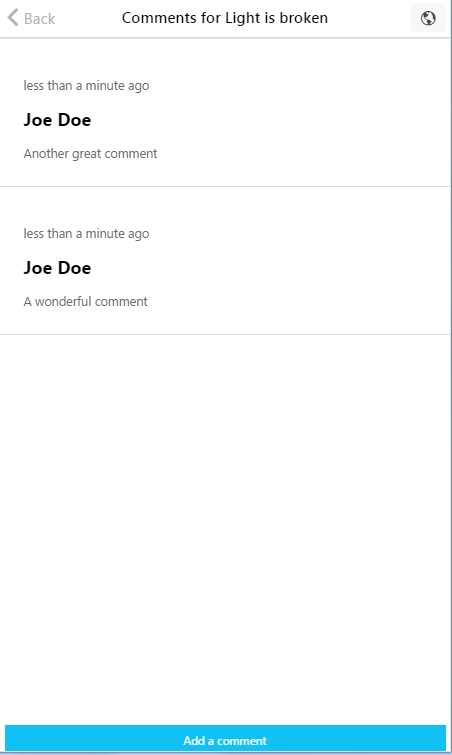 Back
Comments for Light is broken
less than a minute ago
Joe Doe
Another great comment
less than a minute ago
Joe Doe
A wonderful comment
Add a comment